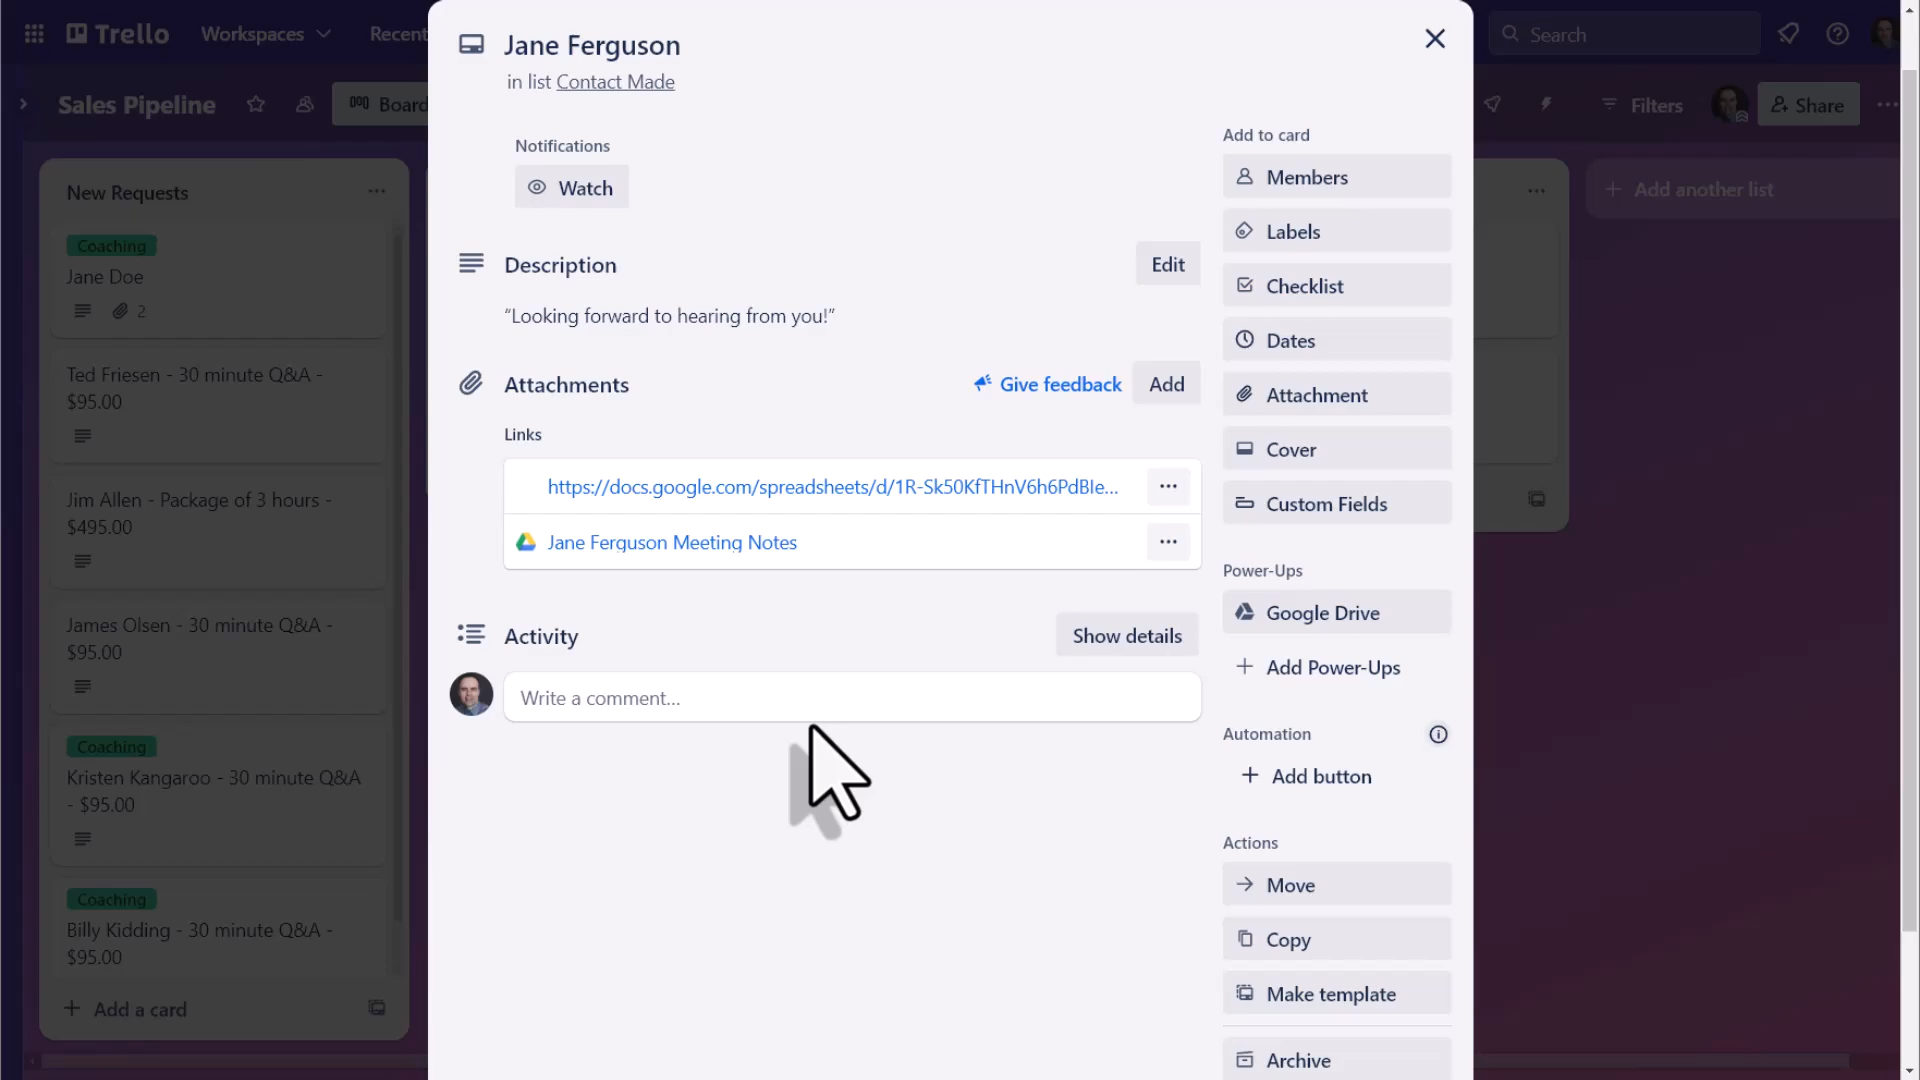 Trello
Workspaces
Recent
Search
Sales Pipeline
Board
Filters
Share
New Requests
Coaching
Jane Doe
2
Ted Friesen - 30 minute Q&A -
$95.00
Jim Allen - Package of 3 hours -
$495.00
James Olsen - 30 minute Q&A -
$95.00
Coaching
Kristen Kangaroo - 30 minute Q&A
- $95.00
Coaching
Billy Kidding - 30 minute Q&A -
$95.00
Add a card
Add another list
Jane Ferguson
in list Contact Made
Notifications
Watch
Description
Edit
“Looking forward to hearing from you!”
Attachments
Give feedback
Add
Links
https://docs.google.com/spreadsheets/d/1R-Sk50KfTHnV6h6PdBIe...
Jane Ferguson Meeting Notes
Activity
Show details
Write a comment...
Add to card
Members
Labels
Checklist
Dates
Attachment
Cover
Custom Fields
Power-Ups
Google Drive
Add Power-Ups
Automation
Add button
Actions
Move
Copy
Make template
Archive